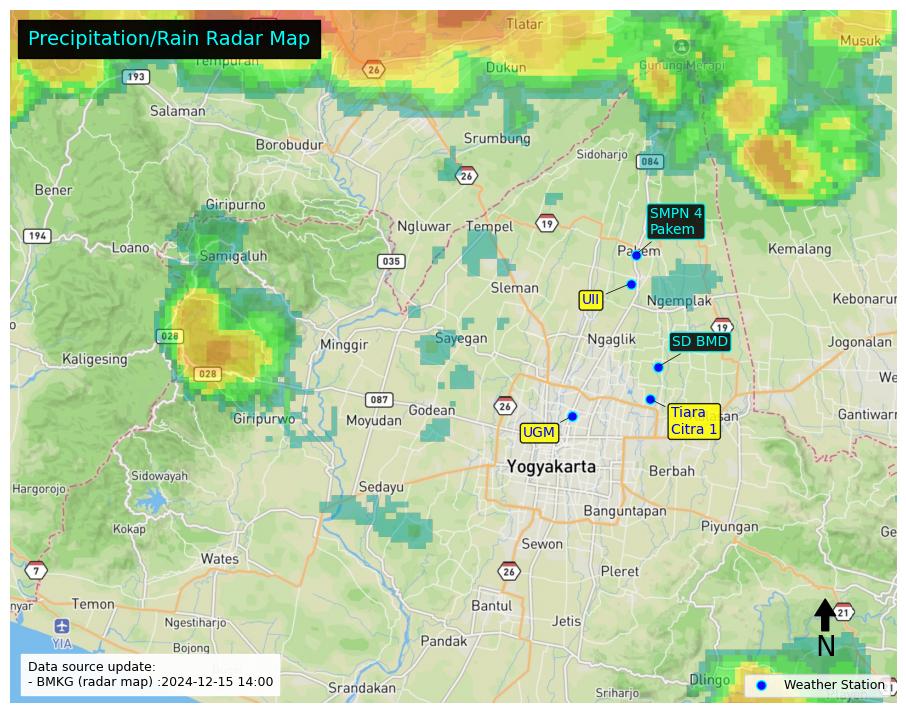 Precipitation/Rain Radar Map
Tlatar
Musuk
26
Tempuran
Dukun
Gunung Merapi
193
Salaman
Borobudur
Srumbung
Sidoharjo
084
26
Bener
Giripurno
SMPN 4
Pakem
194
Loano
Ngluwar
Tempel
19
Pakem
Kemalang
Samigaluh
035
Sleman
UII
Ngemplak
Kebonarum
028
Kaligesing
Minggir
Sayegan
Ngaglik
19
SD BMD
Jogonalan
028
087
Godean
26
Giripurwo
Moyudan
UGM
Tiara
Citra 1
Gantiwarno
Yogyakarta
Berbah
Sidowayah
Hargorojo
Sedayu
Banguntapan
Kokap
Piyungan
Wates
Sewon
7
26
Pleret
Temon
Bantul
21
Ngestiharjo
Jetis
YIA
Bojong
Pandak
N
Data source update:
- BMKG (radar map) :2024-12-15 14:00
Srandakan
Sriharjo
Dlingo
Weather Station